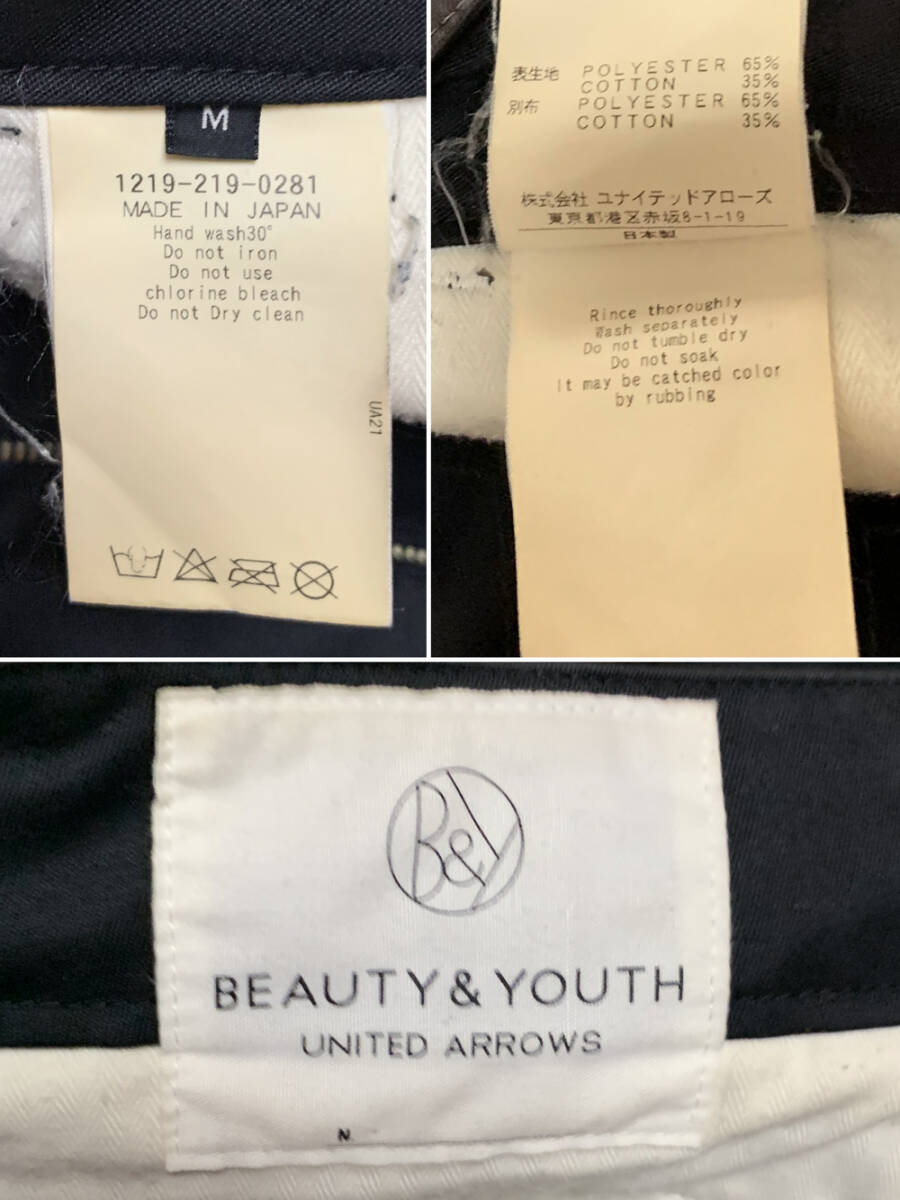 M
1219-219-0281
MADE IN JAPAN
Hand wash30°
Do not iron
Do not use
chlorine bleach
Do not Dry clean
UA21
表生地 POLYESTER 65%
COTTON 35%
別布 POLYESTER 65%
COTTON 35%
株式会社 ユナイテッドアローズ
東京都港区赤坂8-1-19
日本製
Rince thoroughly
Wash separately
Do not tumble dry
Do not soak
It may be catched color
by rubbing
B&Y
BEAUTY & YOUTH
UNITED ARROWS
N.